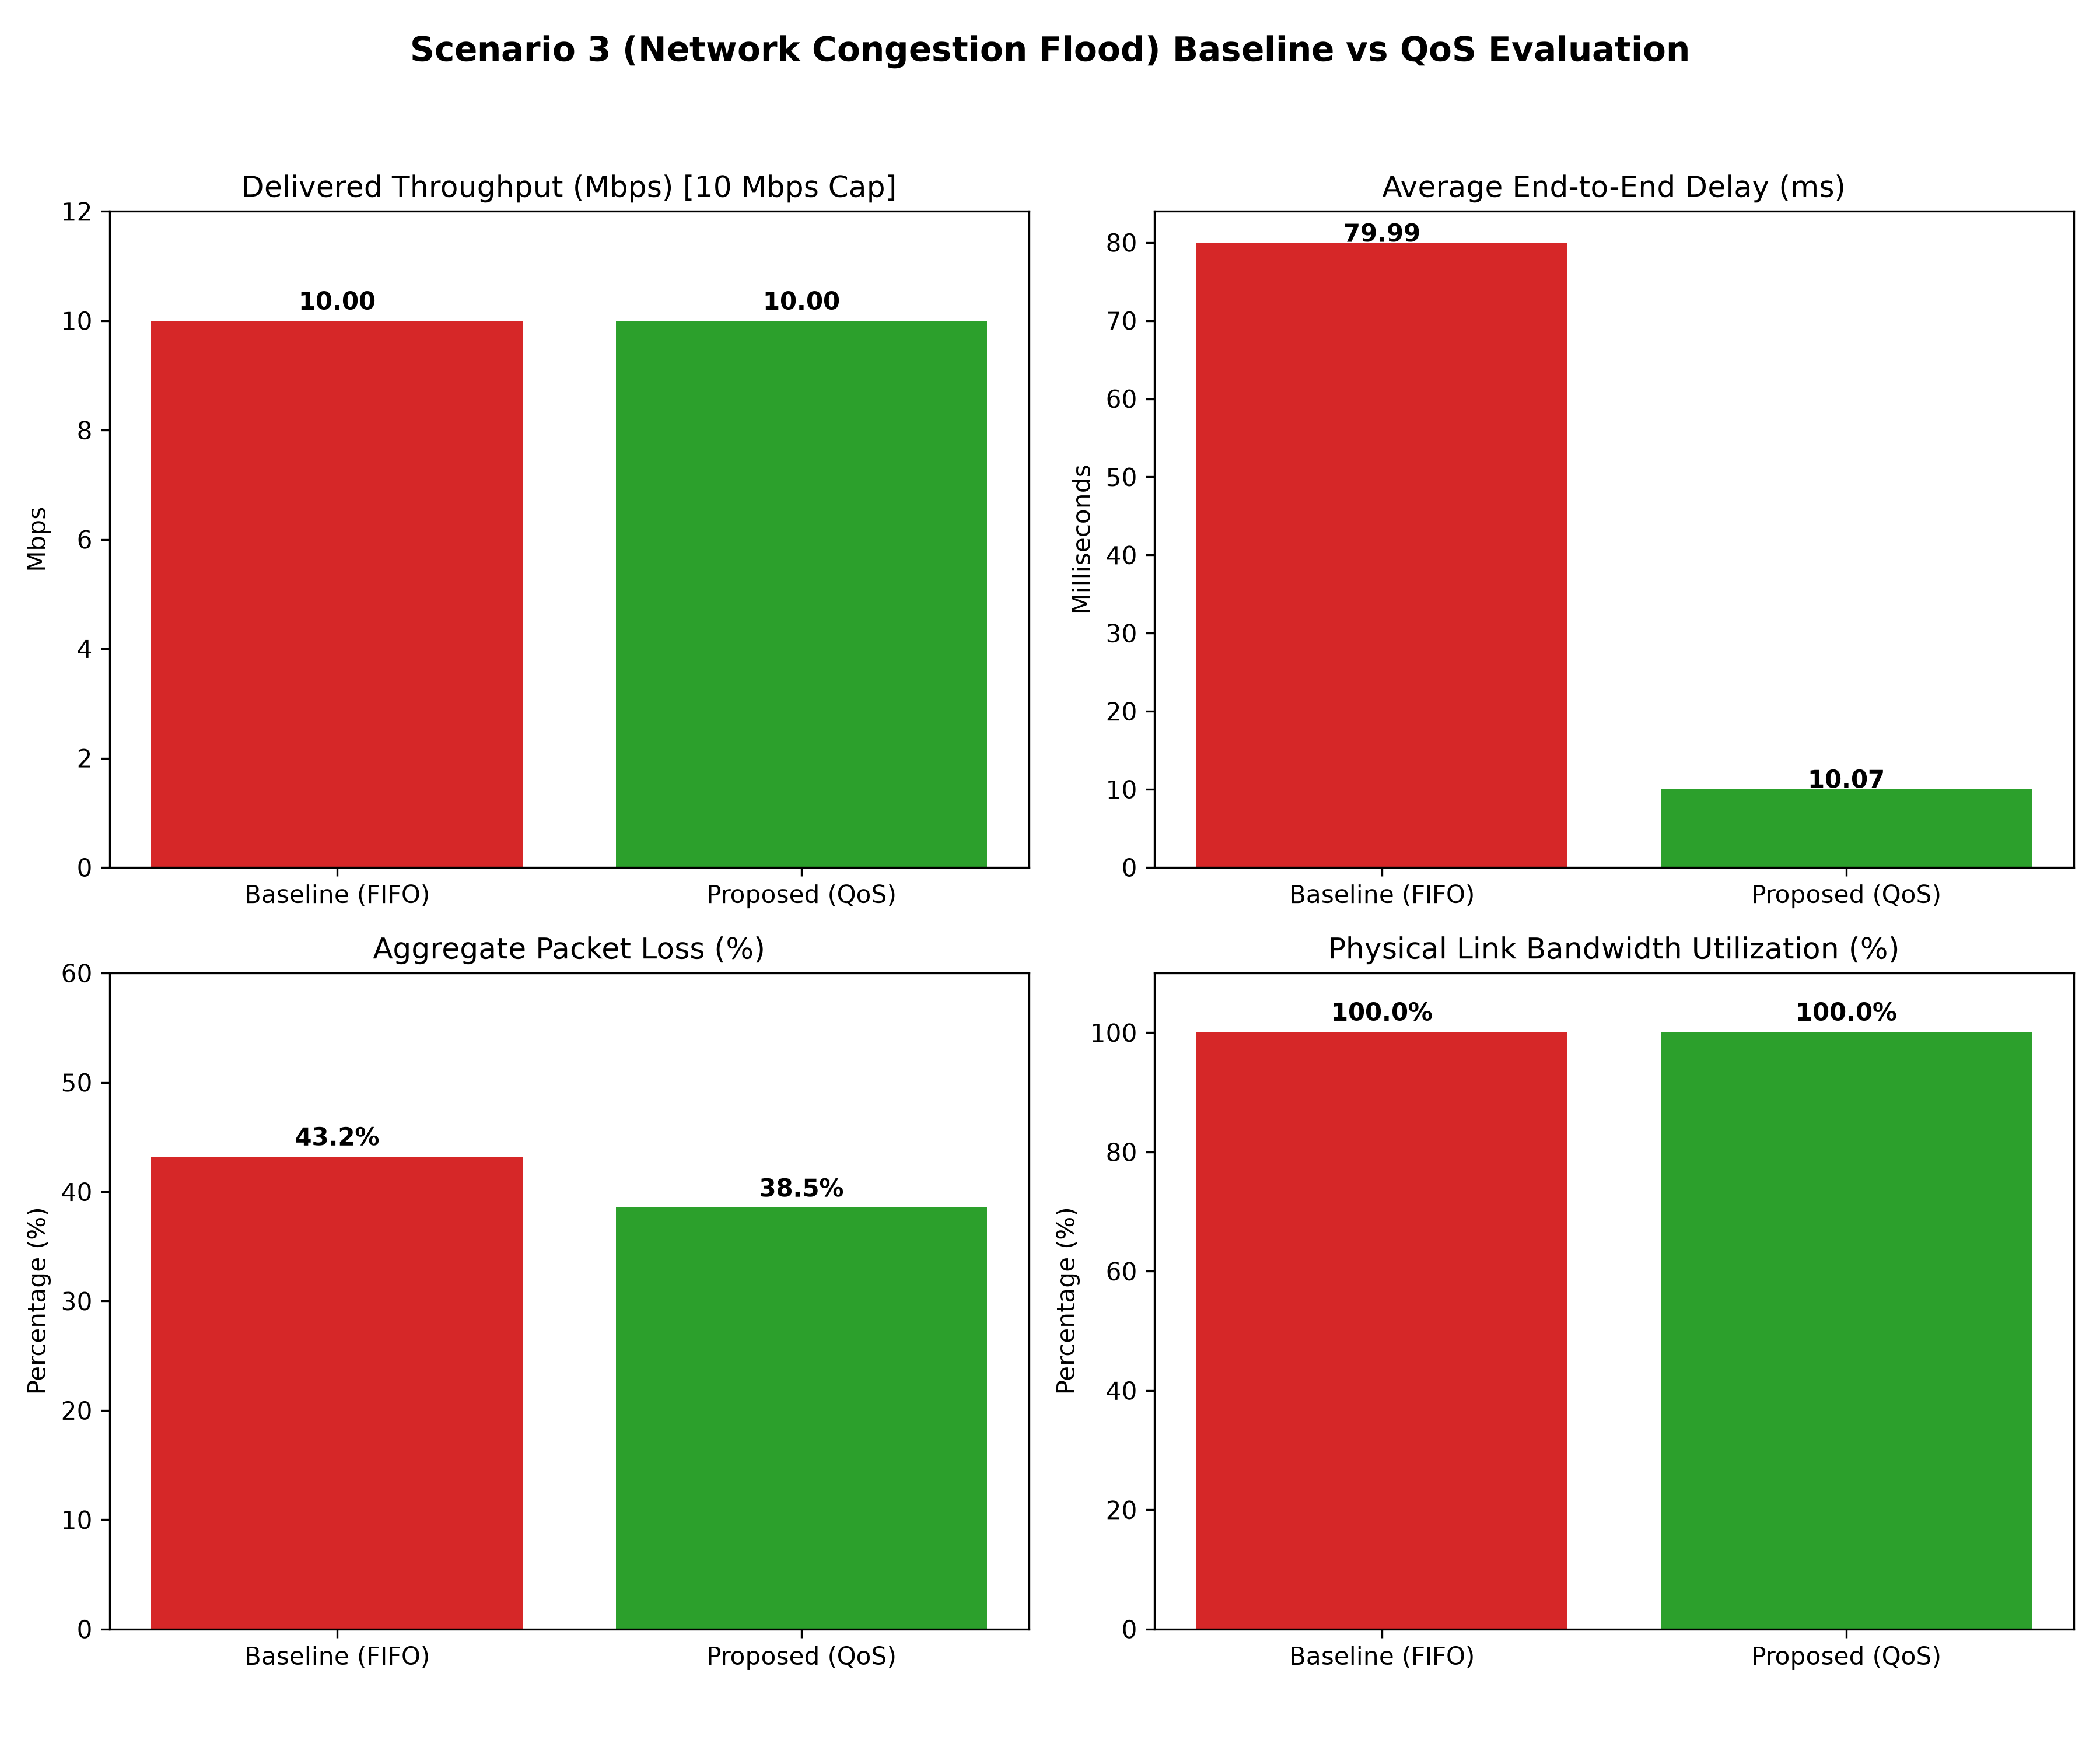 Scenario 3 (Network Congestion Flood) Baseline vs QoS Evaluation
Delivered Throughput (Mbps) [10 Mbps Cap]
Mbps
12
10
8
6
4
2
0
10.00
10.00
Baseline (FIFO)
Proposed (QoS)
Average End-to-End Delay (ms)
Milliseconds
80
70
60
50
40
30
20
10
0
79.99
10.07
Baseline (FIFO)
Proposed (QoS)
Aggregate Packet Loss (%)
Percentage (%)
60
50
40
30
20
10
0
43.2%
38.5%
Baseline (FIFO)
Proposed (QoS)
Physical Link Bandwidth Utilization (%)
Percentage (%)
100
80
60
40
20
0
100.0%
100.0%
Baseline (FIFO)
Proposed (QoS)